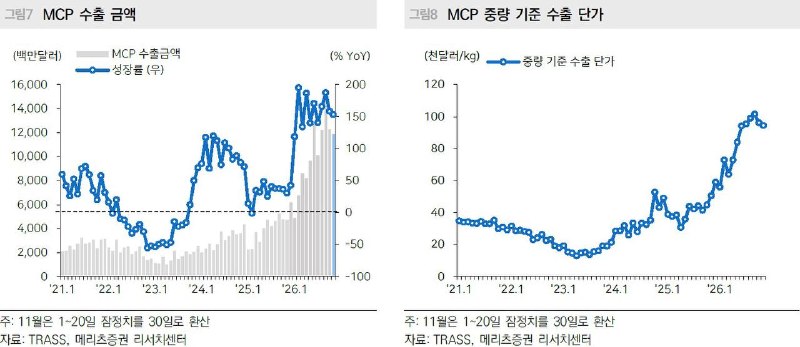 그림7 MCP 수출 금액
(백만달러)
(% YoY)
MCP 수출금액
성장률 (우)
16,000
14,000
12,000
10,000
8,000
6,000
4,000
2,000
0
200
150
100
50
0
-50
-100
'21.1 '22.1 '23.1 '24.1 '25.1 '26.1
주: 11월은 1~20일 잠정치를 30일로 환산
자료: TRASS, 메리츠증권 리서치센터
그림8 MCP 중량 기준 수출 단가
(천달러/kg)
중량 기준 수출 단가
120
100
80
60
40
20
0
'21.1 '22.1 '23.1 '24.1 '25.1 '26.1
주: 11월은 1~20일 잠정치를 30일로 환산
자료: TRASS, 메리츠증권 리서치센터